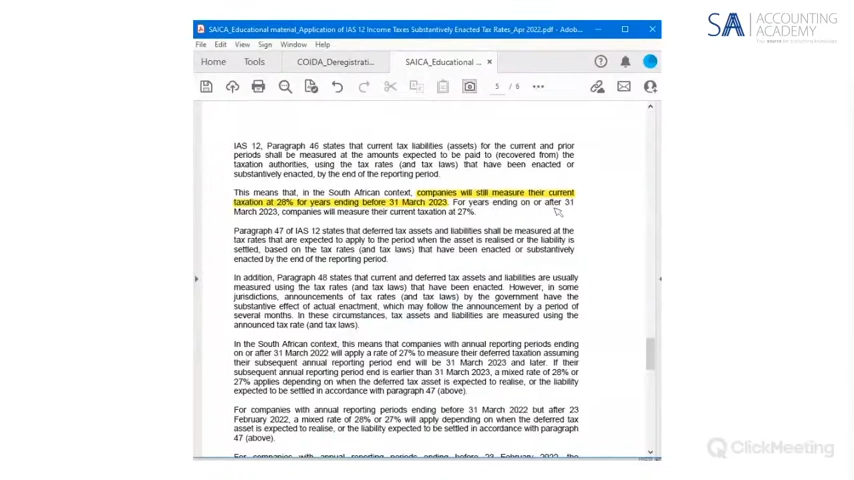 SAICA_Educational material_Application of IAS 12 Income Taxes Substantively Enacted Tax Rates_Apr 2022.pdf - Adob...
File Edit View Sign Window Help
Home Tools COIDA_Deregistrati... SAICA_Educational ... ×
5 / 6
IAS 12, Paragraph 46 states that current tax liabilities (assets) for the current and prior
periods shall be measured at the amounts expected to be paid to (recovered from) the
taxation authorities, using the tax rates (and tax laws) that have been enacted or
substantively enacted, by the end of the reporting period.
This means that, in the South African context, companies will still measure their current
taxation at 28% for years ending before 31 March 2023. For years ending on or after 31
March 2023, companies will measure their current taxation at 27%.
Paragraph 47 of IAS 12 states that deferred tax assets and liabilities shall be measured at the
tax rates that are expected to apply to the period when the asset is realised or the liability is
settled, based on the tax rates (and tax laws) that have been enacted or substantively
enacted by the end of the reporting period.
In addition, Paragraph 48 states that current and deferred tax assets and liabilities are usually
measured using the tax rates (and tax laws) that have been enacted. However, in some
jurisdictions, announcements of tax rates (and tax laws) by the government have the
substantive effect of actual enactment, which may follow the announcement by a period of
several months. In these circumstances, tax assets and liabilities are measured using the
announced tax rate (and tax laws).
In the South African context, this means that companies with annual reporting periods ending
on or after 31 March 2022 will apply a rate of 27% to measure their deferred taxation assuming
their subsequent annual reporting period end will be 31 March 2023 and later. If their
subsequent annual reporting period end is earlier than 31 March 2023, a mixed rate of 28% or
27% applies depending on when the deferred tax asset is expected to realise, or the liability
expected to be settled in accordance with paragraph 47 (above).
For companies with annual reporting periods ending before 31 March 2022 but after 23
February 2022, a mixed rate of 28% or 27% will apply depending on when the deferred tax
asset is expected to realise, or the liability expected to be settled in accordance with paragraph
47 (above).
For companies with annual reporting periods ending before 23 February 2022, the
SA ACCOUNTING
ACADEMY
ClickMeeting